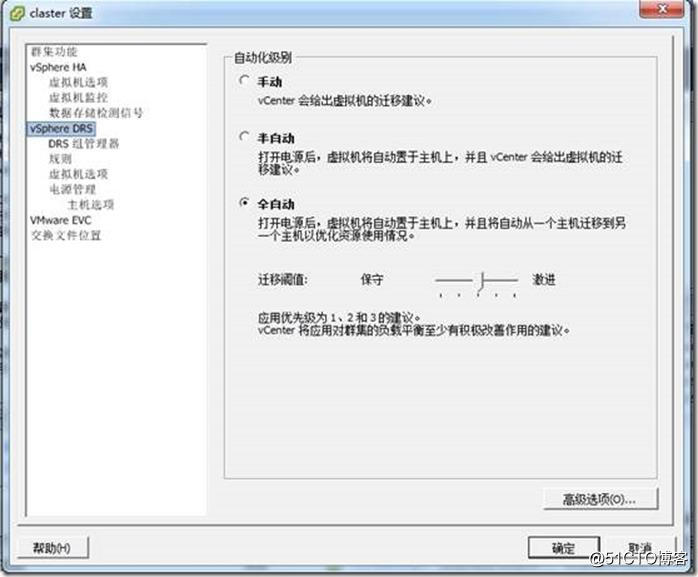 claster 设置
群集功能
vSphere HA
虚拟机选项
虚拟机监控
数据存储检测信号
vSphere DRS
DRS 组管理器
规则
虚拟机选项
电源管理
主机选项
VMware EVC
交换文件位置
自动化级别
手动
vCenter 会给出虚拟机的迁移建议。
半自动
打开电源后，虚拟机将自动置于主机上，并且 vCenter 会给出虚拟机的迁
移建议。
全自动
打开电源后，虚拟机将自动置于主机上，并且将自动从一个主机迁移到另
一个主机以优化资源使用情况。
迁移阈值: 保守 激进
应用优先级为 1、2 和 3 的建议。
vCenter 将应用对群集的负载平衡至少有积极改善作用的建议。
高级选项(O)...
帮助(H) 确定 取消
@51CTO博客